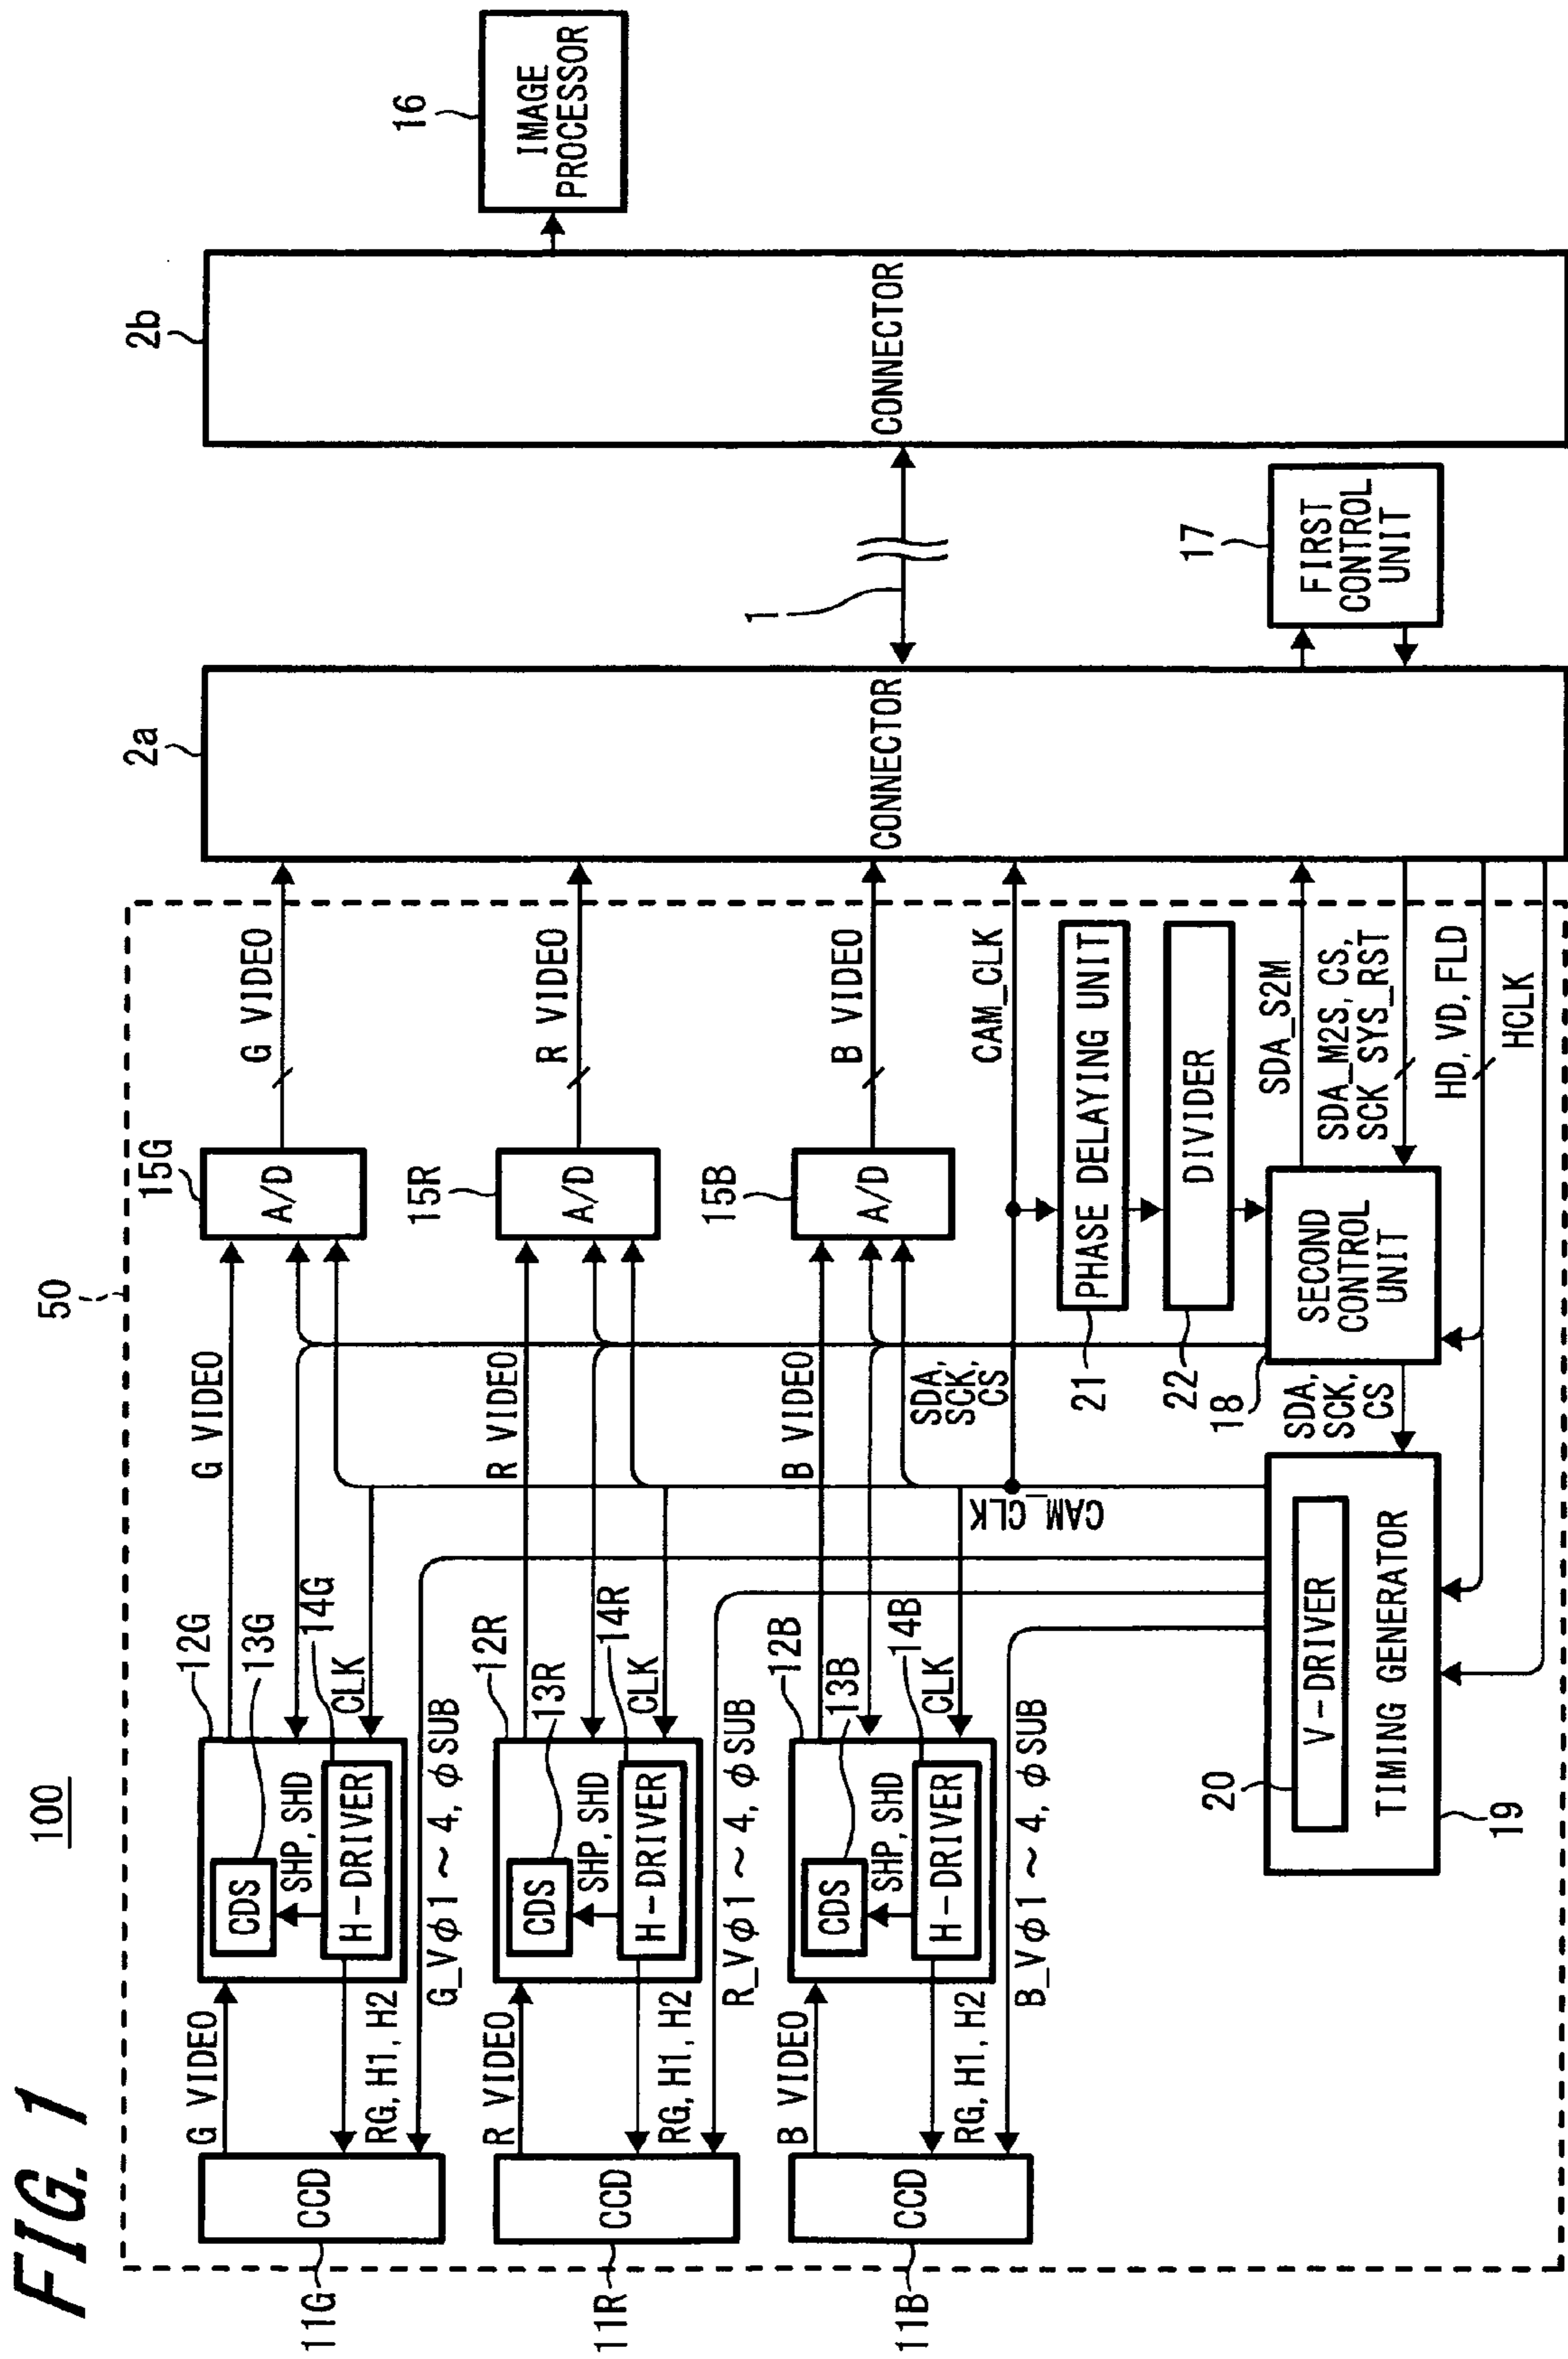 FIG. 1
100
50
11G
CCD
G VIDEO
RG, H1, H2
12G
13G
14G
CDS
SHP, SHD
H-DRIVER
CLK
G_Vφ1~4, φSUB
G VIDEO
15G
A/D
G VIDEO
11R
CCD
R VIDEO
RG, H1, H2
12R
13R
14R
CDS
SHP, SHD
H-DRIVER
CLK
R_Vφ1~4, φSUB
R VIDEO
15R
A/D
R VIDEO
11B
CCD
B VIDEO
RG, H1, H2
12B
13B
14B
CDS
SHP, SHD
H-DRIVER
CLK
B_Vφ1~4, φSUB
B VIDEO
15B
A/D
B VIDEO
SDA,
SCK,
CS
CAM_CLK
CAM_CLK
21
PHASE DELAYING UNIT
22
DIVIDER
18
SECOND
CONTROL
UNIT
SDA,
SCK,
CS
SDA_S2M
SDA_M2S, CS,
SCK SYS_RST
HD, VD, FLD
HCLK
20
V-DRIVER
TIMING GENERATOR
19
2a
CONNECTOR
1
17
FIRST
CONTROL
UNIT
2b
CONNECTOR
16
IMAGE
PROCESSOR